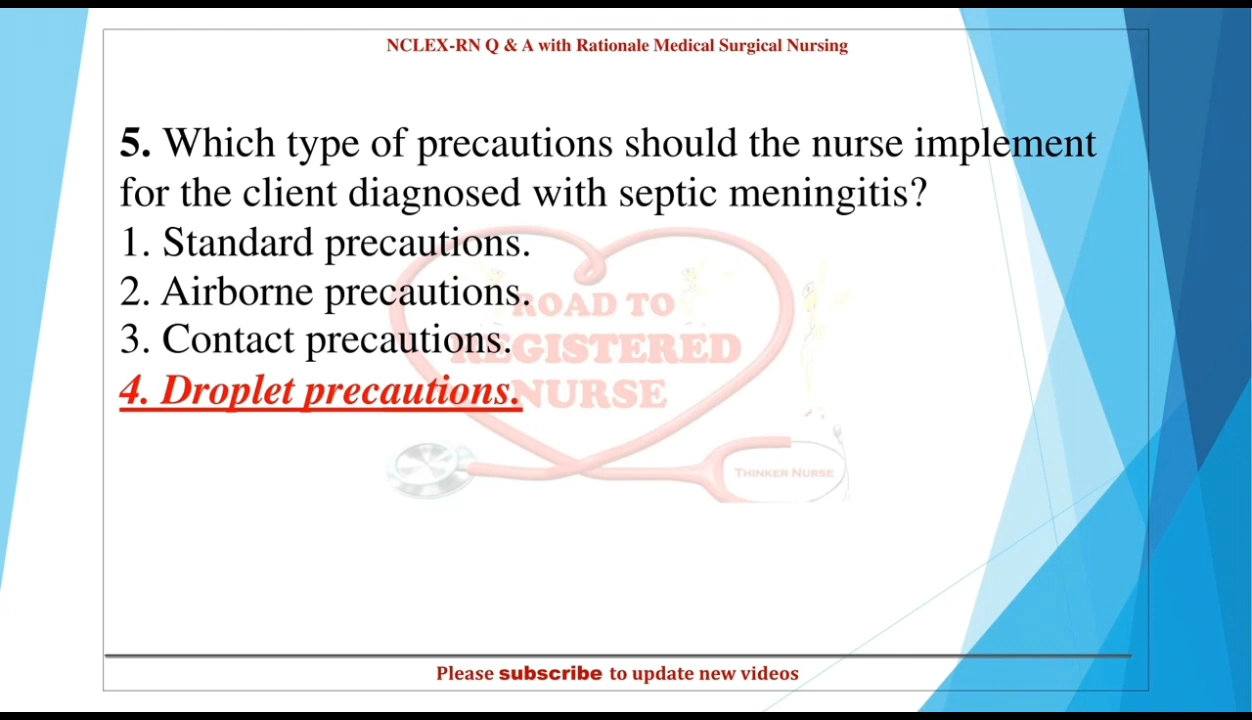 NCLEX-RN Q & A with Rationale Medical Surgical Nursing
5. Which type of precautions should the nurse implement
for the client diagnosed with septic meningitis?
1. Standard precautions.
2. Airborne precautions.
3. Contact precautions.
4. Droplet precautions.
ROAD TO
REGISTERED
NURSE
THINKER NURSE
Please subscribe to update new videos